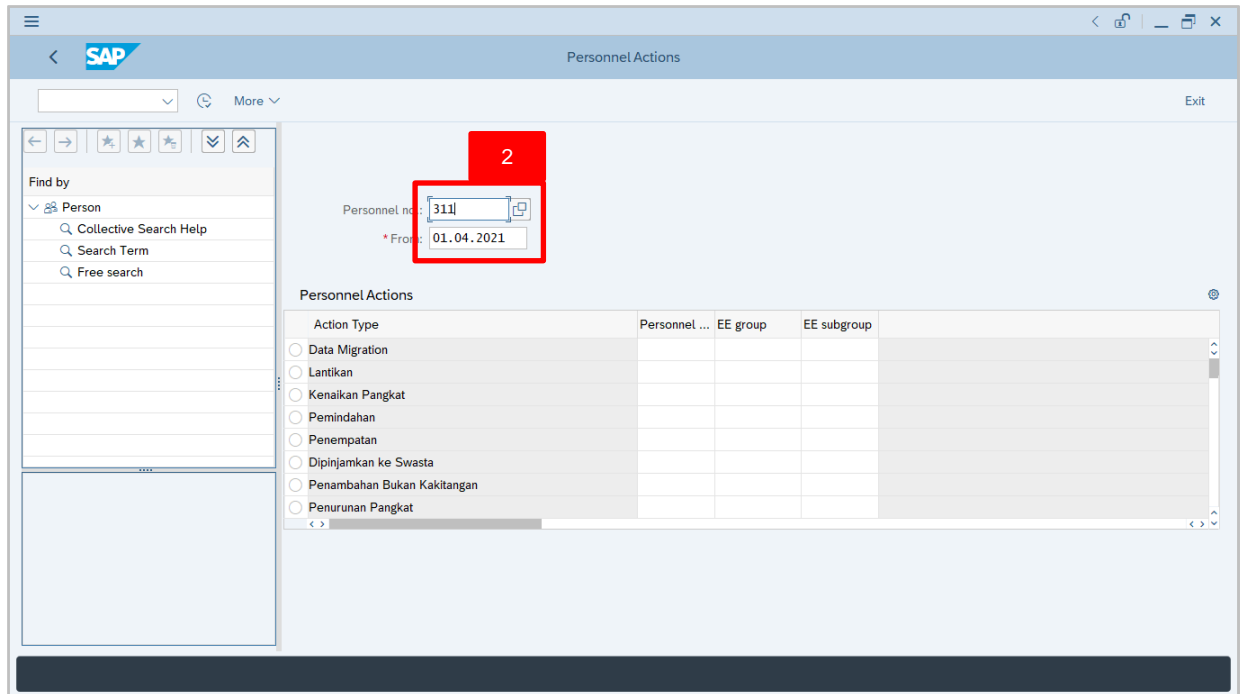 SAP
Personnel Actions
More
Exit
2
Find by
Person
Collective Search Help
Search Term
Free search
Personnel no.: 311
*From: 01.04.2021
Personnel Actions
Action Type Personnel ... EE group EE subgroup
Data Migration
Lantikan
Kenaikan Pangkat
Pemindahan
Penempatan
Dipinjamkan ke Swasta
Penambahan Bukan Kakitangan
Penurunan Pangkat